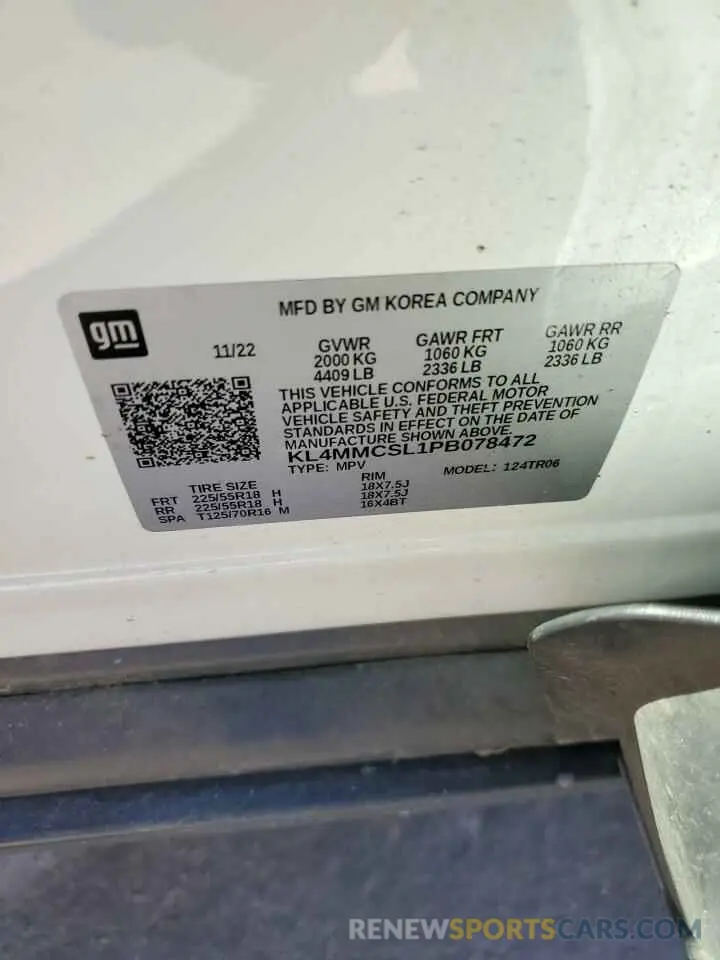 gm
MFD BY GM KOREA COMPANY
11/22
GVWR GAWR FRT GAWR RR
2000 KG 1060 KG 1060 KG
4409 LB 2336 LB 2336 LB
THIS VEHICLE CONFORMS TO ALL
APPLICABLE U.S. FEDERAL MOTOR
VEHICLE SAFETY AND THEFT PREVENTION
STANDARDS IN EFFECT ON THE DATE OF
MANUFACTURE SHOWN ABOVE.
KL4MMCSL1PB078472
TYPE: MPV MODEL: 124TR06
TIRE SIZE RIM
FRT 225/55R18 H 18X7.5J
RR 225/55R18 H 18X7.5J
SPA T125/70R16 M 16X4BT
RENEWSPORTSCARS.COM